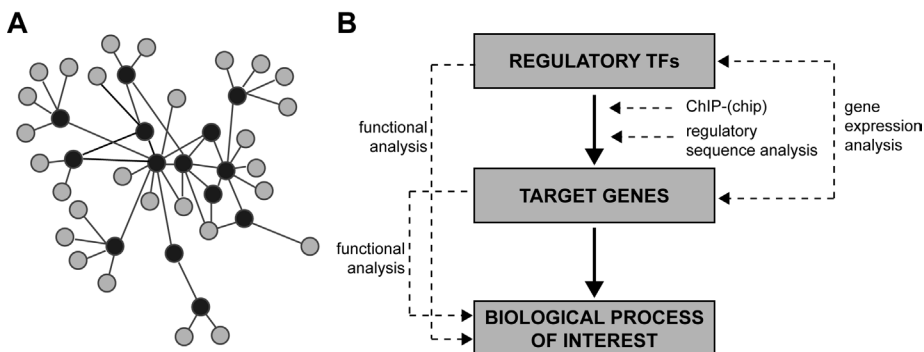 A
B
REGULATORY TFs
ChIP-(chip)
regulatory
sequence analysis
gene
expression
analysis
functional
analysis
TARGET GENES
functional
analysis
BIOLOGICAL PROCESS
OF INTEREST